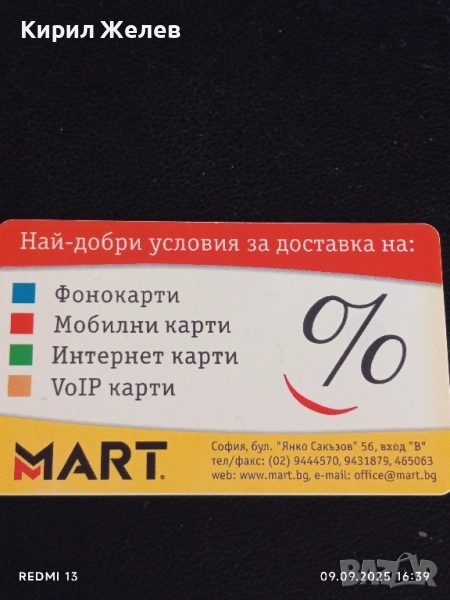 Кирил Желев
Най-добри условия за доставка на:
Фонокарти
Мобилни карти
Интернет карти
VoIP карти
%
MART
София, бул. "Янко Сакъзов" 56, вход "В"
тел/факс: (02) 9444570, 9431879, 465063
web: www.mart.bg, e-mail: office@mart.bg
REDMI 13
09.09.2025 16:39
BAZAR